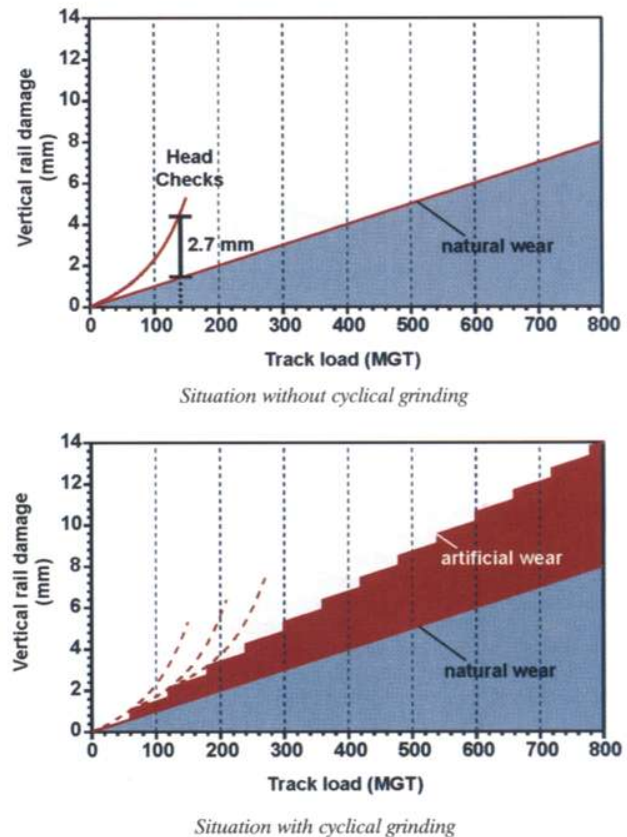 14
12
10
8
6
4
2
0
Vertical rail damage
(mm)
Head
Checks
2.7 mm
natural wear
0 100 200 300 400 500 600 700 800
Track load (MGT)
Situation without cyclical grinding
14
12
10
8
6
4
2
0
Vertical rail damage
(mm)
artificial wear
natural wear
0 100 200 300 400 500 600 700 800
Track load (MGT)
Situation with cyclical grinding